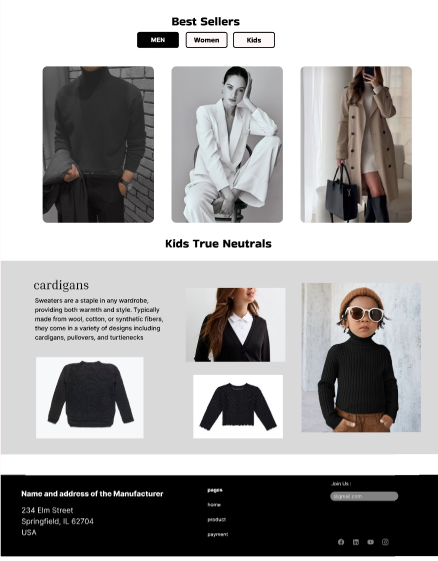 Best Sellers
MEN Women Kids
Kids True Neutrals
cardigans
Sweaters are a staple in any wardrobe,
providing both warmth and style. Typically
made from wool, cotton, or synthetic fibers,
they come in a variety of designs including
cardigans, pullovers, and turtlenecks
Name and address of the Manufacturer
234 Elm Street
Springfield, IL 62704
USA
pages
home
product
payment
Join Us :
@gmail.com